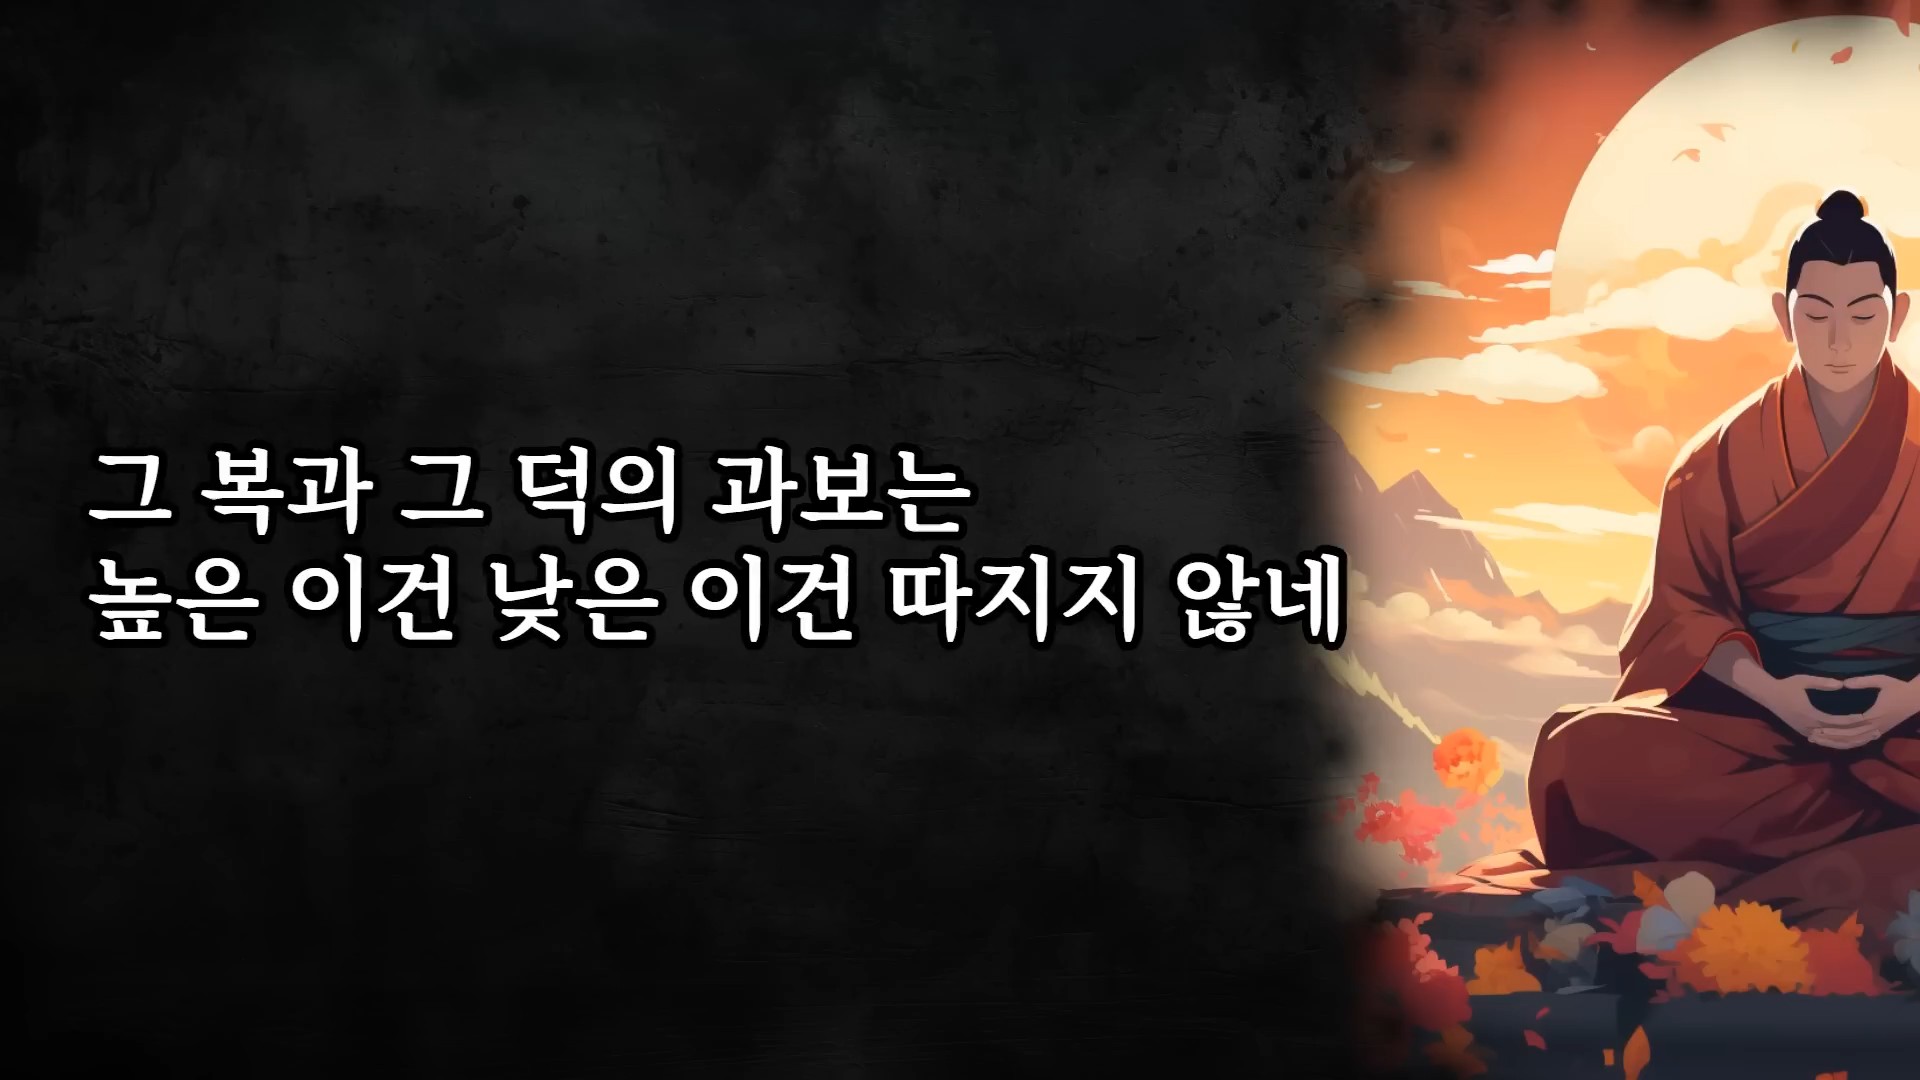 그 복과 그 덕의 과보는
높은 이건 낮은 이건 따지지 않네